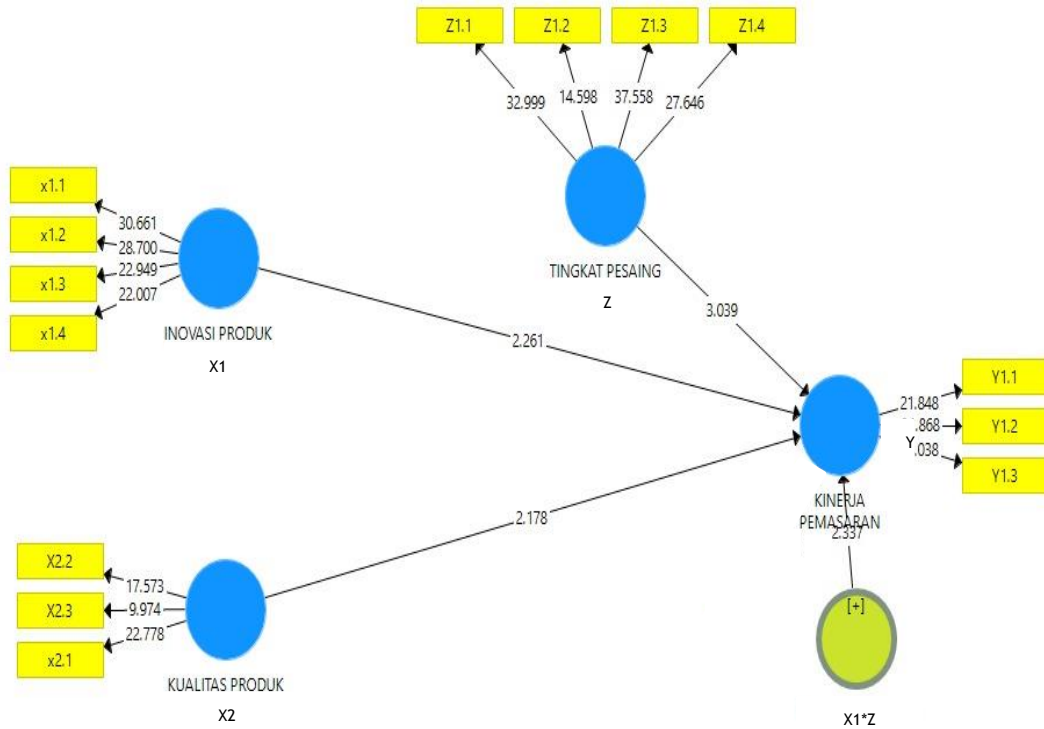 Z1.1
Z1.2
Z1.3
Z1.4
32.999
14.598
37.558
27.646
TINGKAT PESAING
Z
x1.1
x1.2
x1.3
x1.4
30.661
28.700
22.949
22.007
INOVASI PRODUK
X1
3.039
2.261
2.178
X2.2
X2.3
x2.1
17.573
9.974
22.778
KUALITAS PRODUK
X2
Y1.1
Y1.2
Y1.3
21.848
.868
.038
Y
KINERJA
PEMASARAN
2.337
[+]
X1*Z